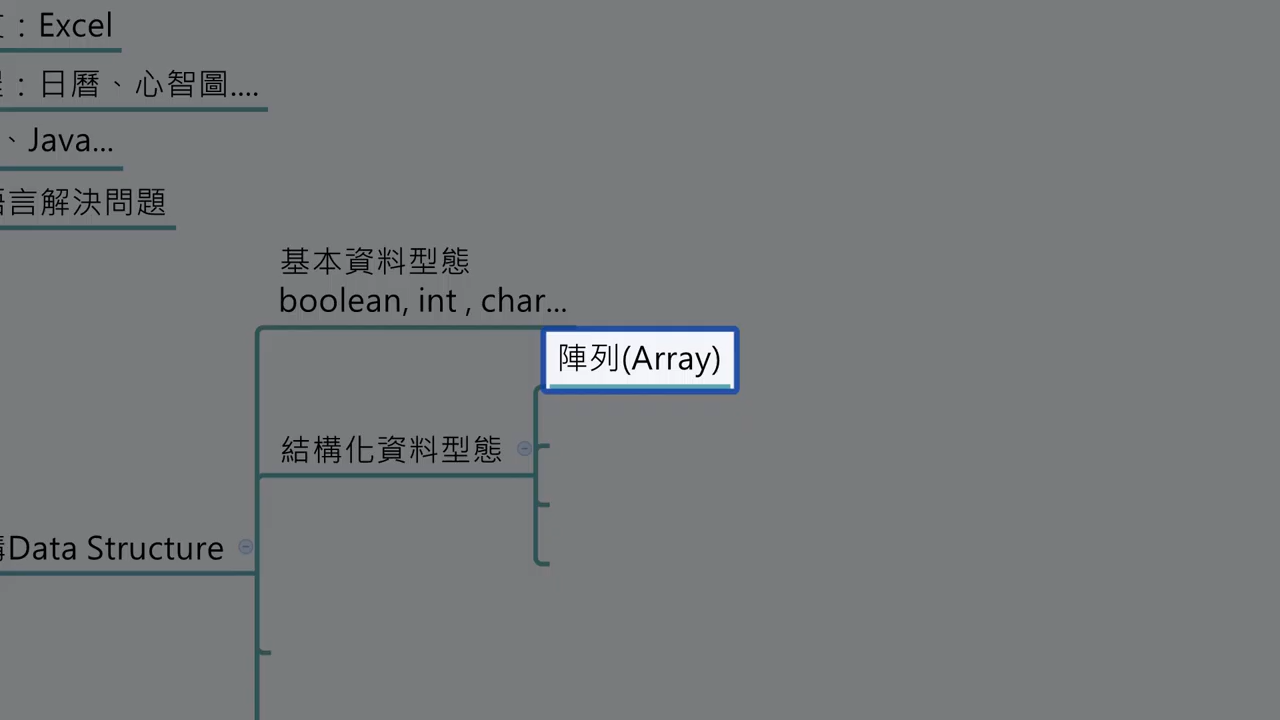 ：Excel
：日曆、心智圖....
、Java...
言解決問題
基本資料型態
boolean, int , char...
陣列(Array)
結構化資料型態
Data Structure